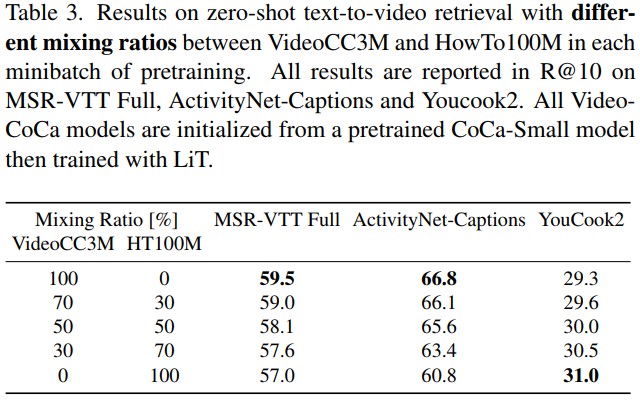 Table 3. Results on zero-shot text-to-video retrieval with differ-
ent mixing ratios between VideoCC3M and HowTo100M in each
minibatch of pretraining. All results are reported in R@10 on
MSR-VTT Full, ActivityNet-Captions and Youcook2. All Video-
CoCa models are initialized from a pretrained CoCa-Small model
then trained with LiT.
Mixing Ratio [%] MSR-VTT Full ActivityNet-Captions YouCook2
VideoCC3M HT100M
100 0 59.5 66.8 29.3
70 30 59.0 66.1 29.6
50 50 58.1 65.6 30.0
30 70 57.6 63.4 30.5
0 100 57.0 60.8 31.0